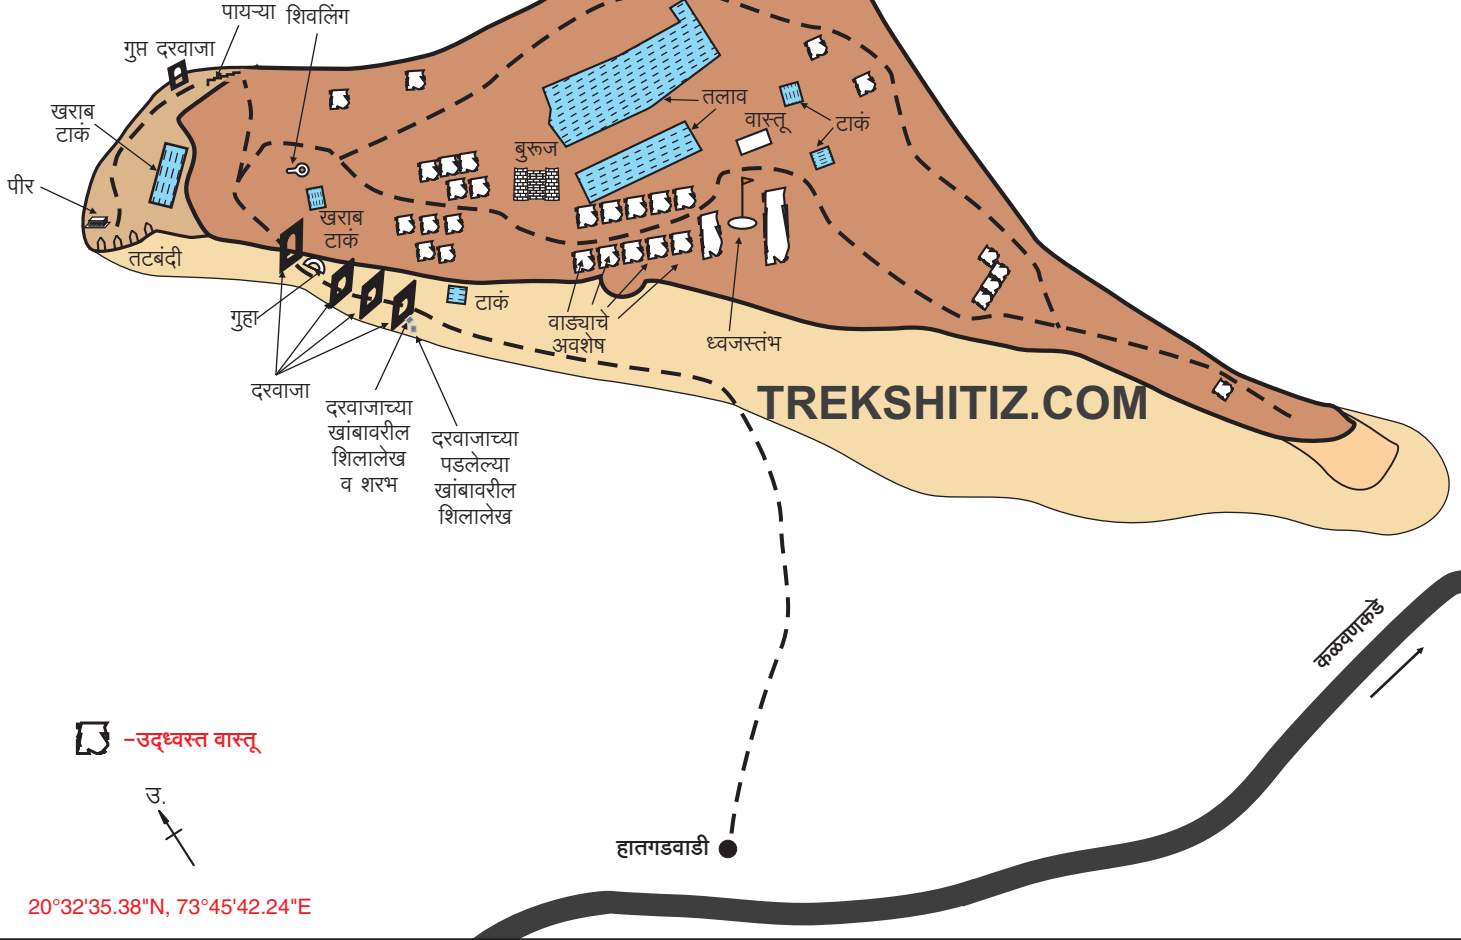 पायऱ्या
शिवलिंग
गुप्त दरवाजा
खराब
टाकं
पीर
तटबंदी
तलाव
वास्तू
टाकं
बुरूज
खराब
टाकं
गुहा
दरवाजा
टाकं
वाड्याचे
अवशेष
ध्वजस्तंभ
दरवाजाच्या
खांबावरील
शिलालेख
व शरभ
दरवाजाच्या
पडलेल्या
खांबावरील
शिलालेख
TREKSHITIZ.COM
कळवणकडे
-उद्ध्वस्त वास्तू
उ.
हातगडवाडी
20°32'35.38"N, 73°45'42.24"E